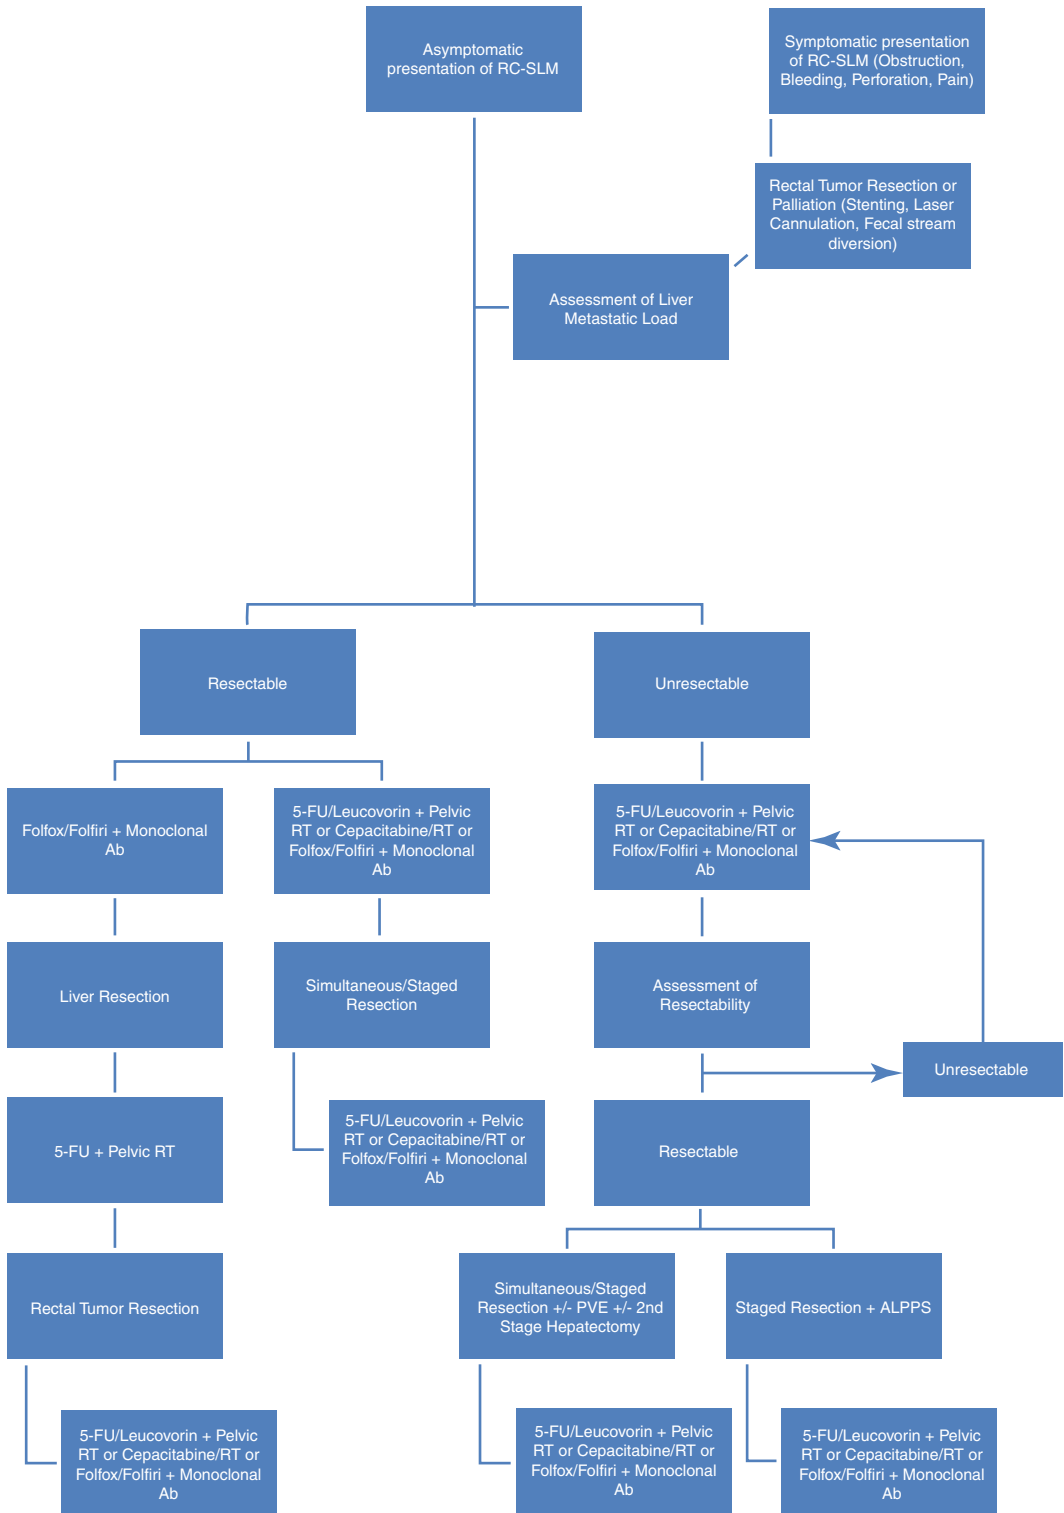 Asymptomatic
presentation of RC-SLM
Symptomatic presentation
of RC-SLM (Obstruction,
Bleeding, Perforation, Pain)
Rectal Tumor Resection or
Palliation (Stenting, Laser
Cannulation, Fecal stream
diversion)
Assessment of Liver
Metastatic Load
Resectable
Unresectable
Folfox/Folfiri + Monoclonal
Ab
5-FU/Leucovorin + Pelvic
RT or Cepacitabine/RT or
Folfox/Folfiri + Monoclonal
Ab
5-FU/Leucovorin + Pelvic
RT or Cepacitabine/RT or
Folfox/Folfiri + Monoclonal
Ab
Liver Resection
Simultaneous/Staged
Resection
Assessment of
Resectability
Unresectable
5-FU + Pelvic RT
5-FU/Leucovorin + Pelvic
RT or Cepacitabine/RT or
Folfox/Folfiri + Monoclonal
Ab
Resectable
Rectal Tumor Resection
Simultaneous/Staged
Resection +/- PVE +/- 2nd
Stage Hepatectomy
Staged Resection + ALPPS
5-FU/Leucovorin + Pelvic
RT or Cepacitabine/RT or
Folfox/Folfiri + Monoclonal
Ab
5-FU/Leucovorin + Pelvic
RT or Cepacitabine/RT or
Folfox/Folfiri + Monoclonal
Ab
5-FU/Leucovorin + Pelvic
RT or Cepacitabine/RT or
Folfox/Folfiri + Monoclonal
Ab